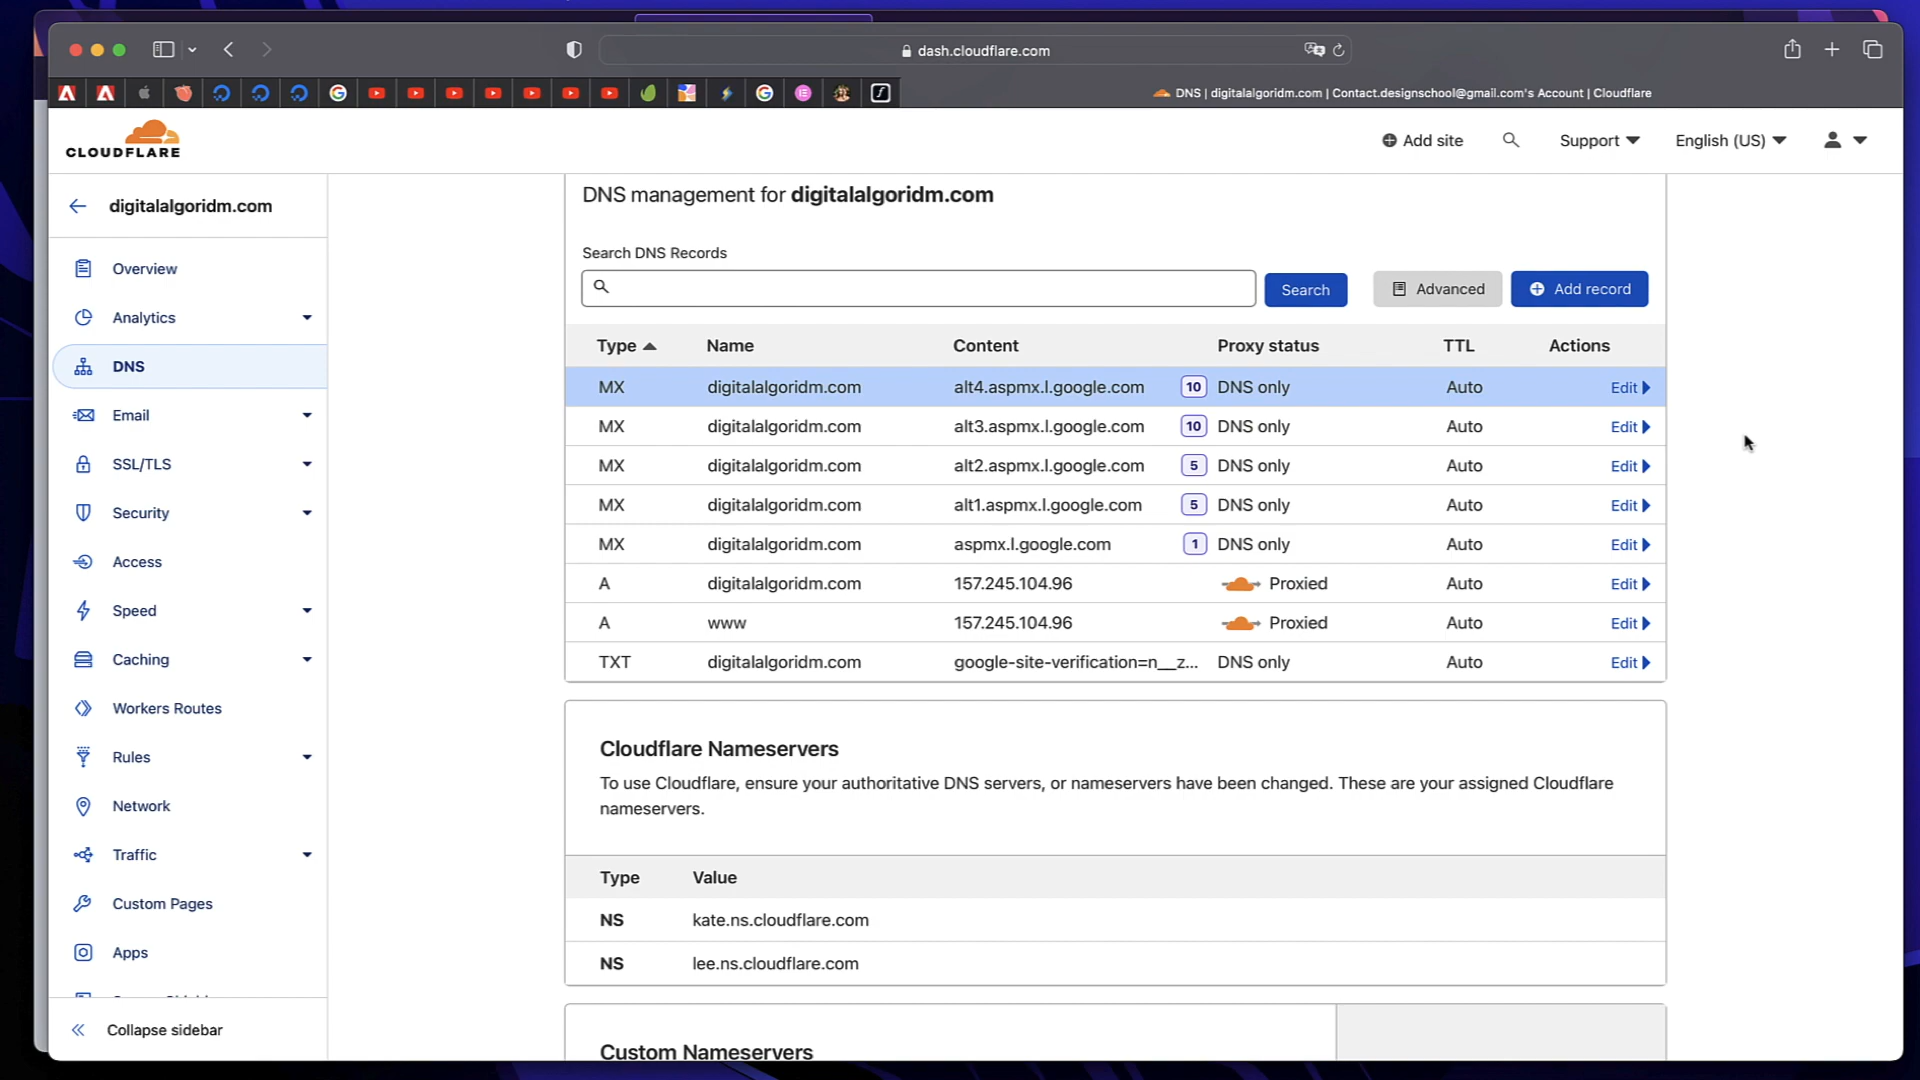 dash.cloudflare.com
DNS | digitalalgoridm.com | Contact.designschool@gmail.com's Account | Cloudflare
CLOUDFLARE
Add site
Support
English (US)
digitalalgoridm.com
Overview
Analytics
DNS
Email
SSL/TLS
Security
Access
Speed
Caching
Workers Routes
Rules
Network
Traffic
Custom Pages
Apps
Collapse sidebar
DNS management for digitalalgoridm.com
Search DNS Records
Search Advanced Add record
Type Name Content Proxy status TTL Actions
MX digitalalgoridm.com alt4.aspmx.l.google.com 10 DNS only Auto Edit
MX digitalalgoridm.com alt3.aspmx.l.google.com 10 DNS only Auto Edit
MX digitalalgoridm.com alt2.aspmx.l.google.com 5 DNS only Auto Edit
MX digitalalgoridm.com alt1.aspmx.l.google.com 5 DNS only Auto Edit
MX digitalalgoridm.com aspmx.l.google.com 1 DNS only Auto Edit
A digitalalgoridm.com 157.245.104.96 Proxied Auto Edit
A www 157.245.104.96 Proxied Auto Edit
TXT digitalalgoridm.com google-site-verification=n__z... DNS only Auto Edit
Cloudflare Nameservers
To use Cloudflare, ensure your authoritative DNS servers, or nameservers have been changed. These are your assigned Cloudflare
nameservers.
Type Value
NS kate.ns.cloudflare.com
NS lee.ns.cloudflare.com
Custom Nameservers